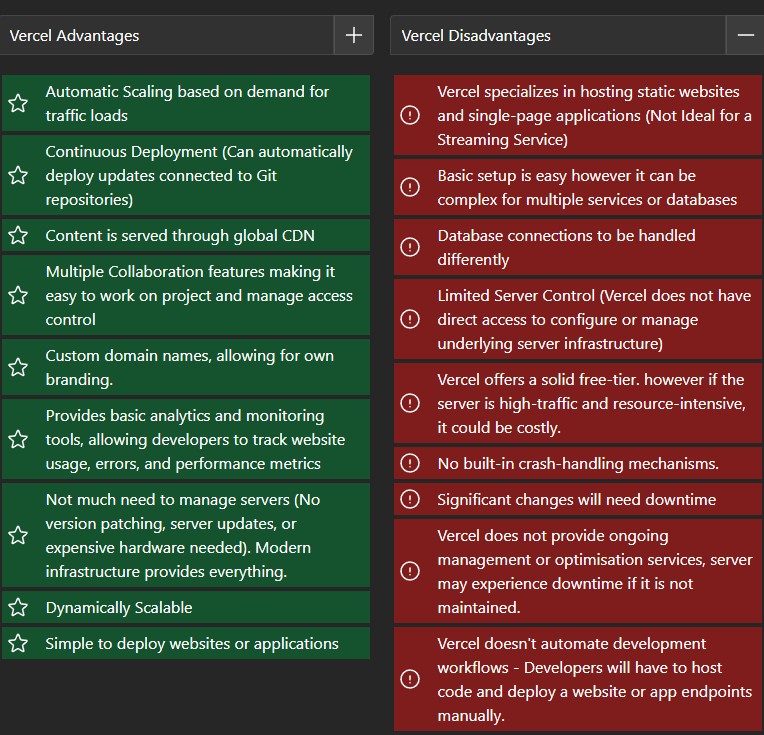 Vercel Advantages
Automatic Scaling based on demand for
traffic loads
Continuous Deployment (Can automatically
deploy updates connected to Git
repositories)
Content is served through global CDN
Multiple Collaboration features making it
easy to work on project and manage access
control
Custom domain names, allowing for own
branding.
Provides basic analytics and monitoring
tools, allowing developers to track website
usage, errors, and performance metrics
Not much need to manage servers (No
version patching, server updates, or
expensive hardware needed). Modern
infrastructure provides everything.
Dynamically Scalable
Simple to deploy websites or applications
Vercel Disadvantages
Vercel specializes in hosting static websites
and single-page applications (Not Ideal for a
Streaming Service)
Basic setup is easy however it can be
complex for multiple services or databases
Database connections to be handled
differently
Limited Server Control (Vercel does not have
direct access to configure or manage
underlying server infrastructure)
Vercel offers a solid free-tier. however if the
server is high-traffic and resource-intensive,
it could be costly.
No built-in crash-handling mechanisms.
Significant changes will need downtime
Vercel does not provide ongoing
management or optimisation services, server
may experience downtime if it is not
maintained.
Vercel doesn't automate development
workflows - Developers will have to host
code and deploy a website or app endpoints
manually.